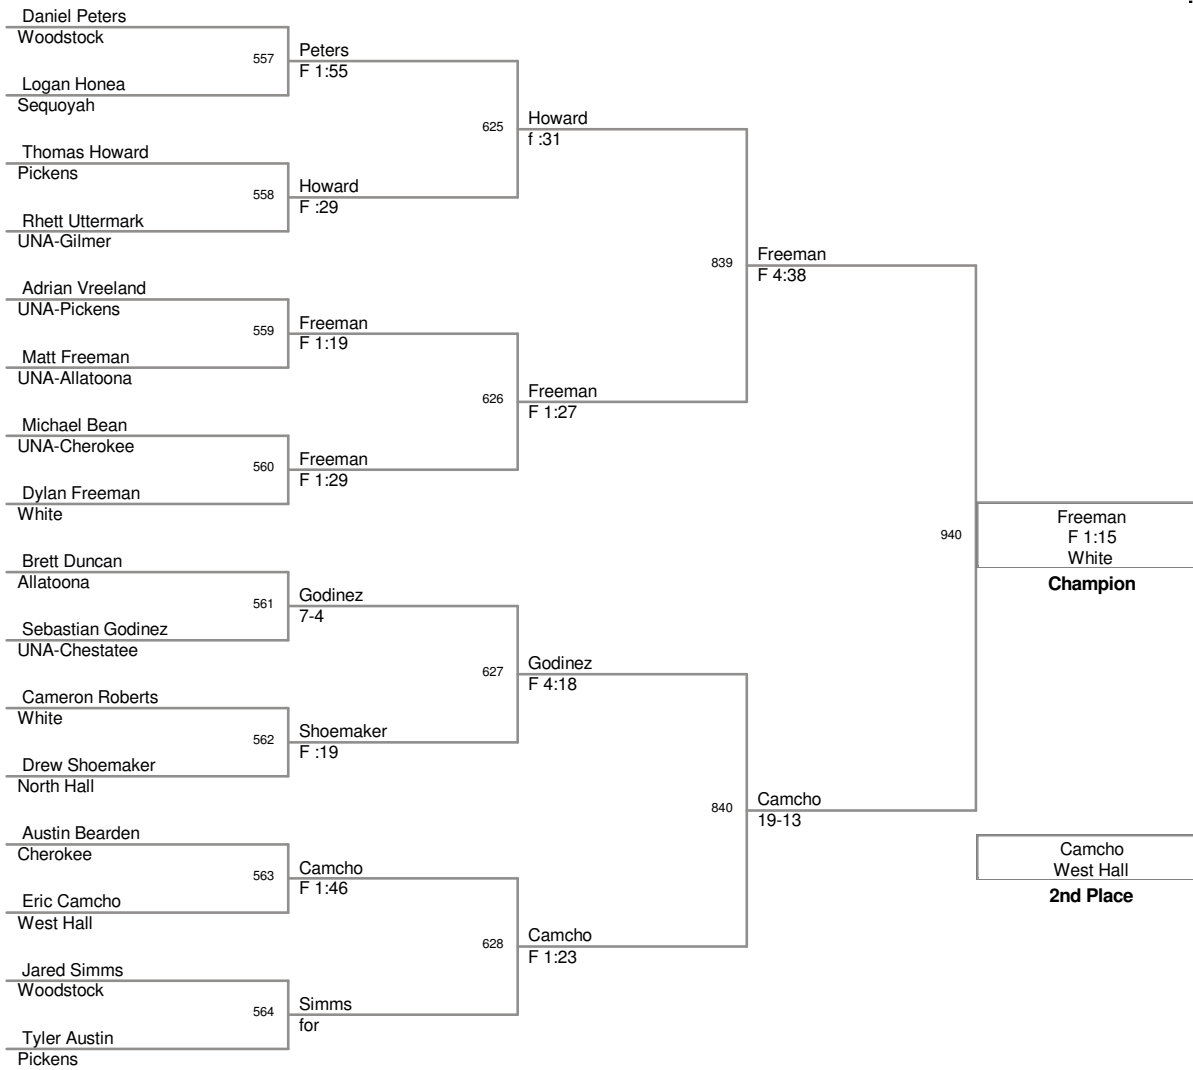 Daniel Peters
Woodstock
557
Peters
F 1:55
Logan Honea
Sequoyah
625
Howard
f :31
Thomas Howard
Pickens
558
Howard
F :29
Rhett Uttermark
UNA-Gilmer
839
Freeman
F 4:38
Adrian Vreeland
UNA-Pickens
559
Freeman
F 1:19
Matt Freeman
UNA-Allatoona
626
Freeman
F 1:27
Michael Bean
UNA-Cherokee
560
Freeman
F 1:29
Dylan Freeman
White
940
Freeman
F 1:15
White
Champion
Brett Duncan
Allatoona
561
Godinez
7-4
Sebastian Godinez
UNA-Chestatee
627
Godinez
F 4:18
Cameron Roberts
White
562
Shoemaker
F :19
Drew Shoemaker
North Hall
840
Camcho
19-13
Austin Bearden
Cherokee
563
Camcho
F 1:46
Eric Camcho
West Hall
Camcho
West Hall
2nd Place
628
Camcho
F 1:23
Jared Simms
Woodstock
564
Simms
for
Tyler Austin
Pickens